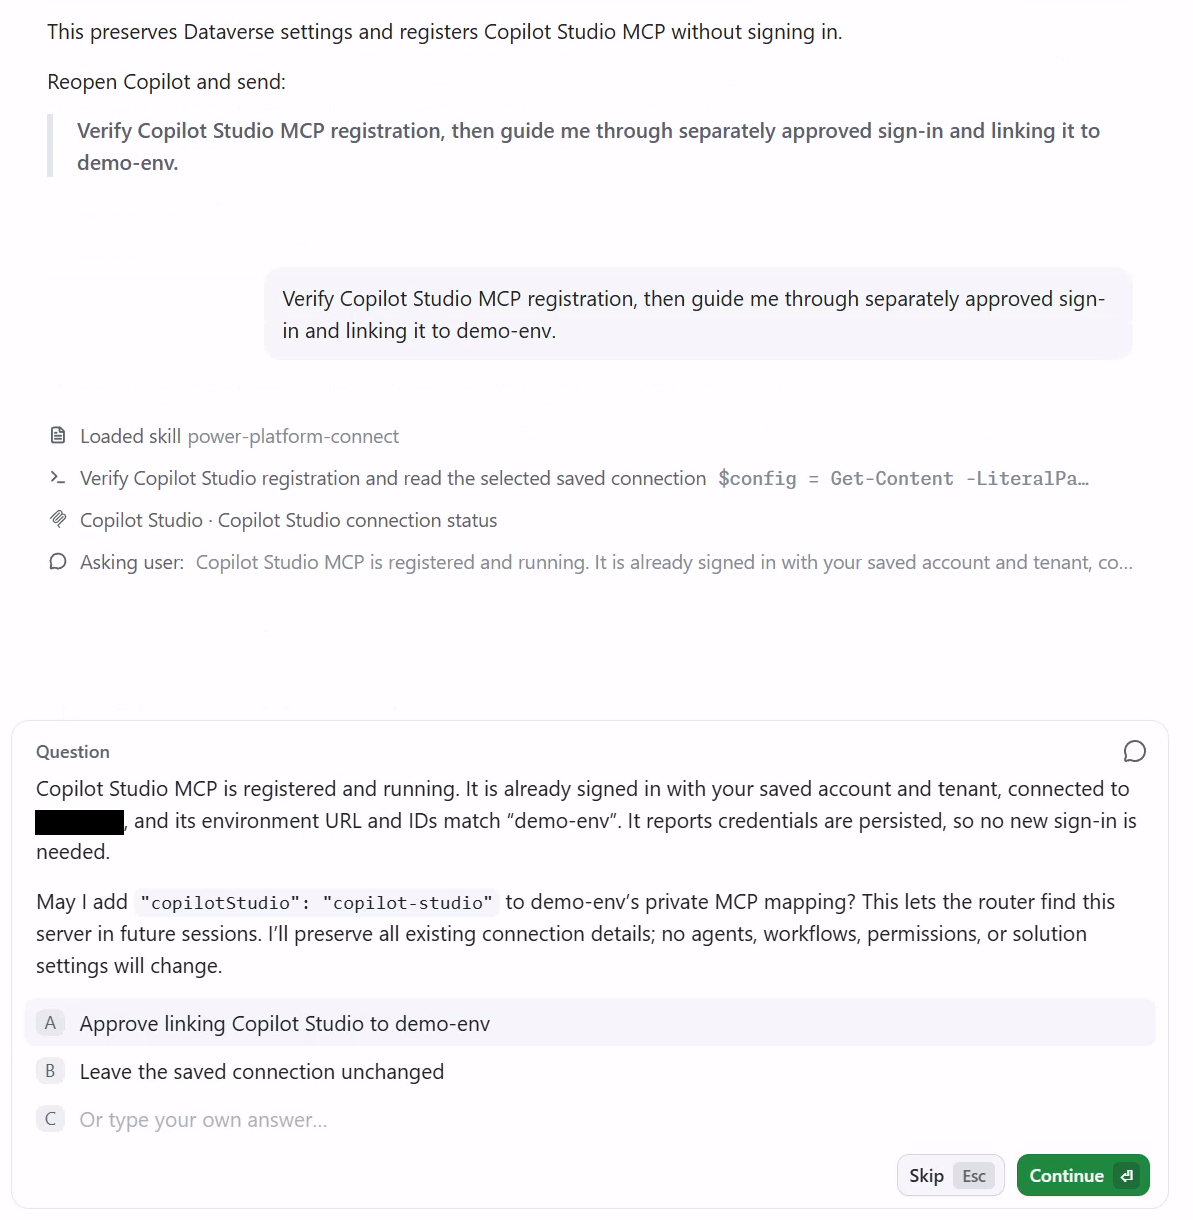 This preserves Dataverse settings and registers Copilot Studio MCP without signing in.
Reopen Copilot and send:
Verify Copilot Studio MCP registration, then guide me through separately approved sign-in and linking it to
demo-env.
Verify Copilot Studio MCP registration, then guide me through separately approved sign-
in and linking it to demo-env.
Loaded skill power-platform-connect
Verify Copilot Studio registration and read the selected saved connection $config = Get-Content -LiteralPa…
Copilot Studio · Copilot Studio connection status
Asking user: Copilot Studio MCP is registered and running. It is already signed in with your saved account and tenant, co…
Question
Copilot Studio MCP is registered and running. It is already signed in with your saved account and tenant, connected to
, and its environment URL and IDs match “demo-env”. It reports credentials are persisted, so no new sign-in is
needed.
May I add "copilotStudio": "copilot-studio" to demo-env’s private MCP mapping? This lets the router find this
server in future sessions. I’ll preserve all existing connection details; no agents, workflows, permissions, or solution
settings will change.
A Approve linking Copilot Studio to demo-env
B Leave the saved connection unchanged
C Or type your own answer...
Skip Esc Continue